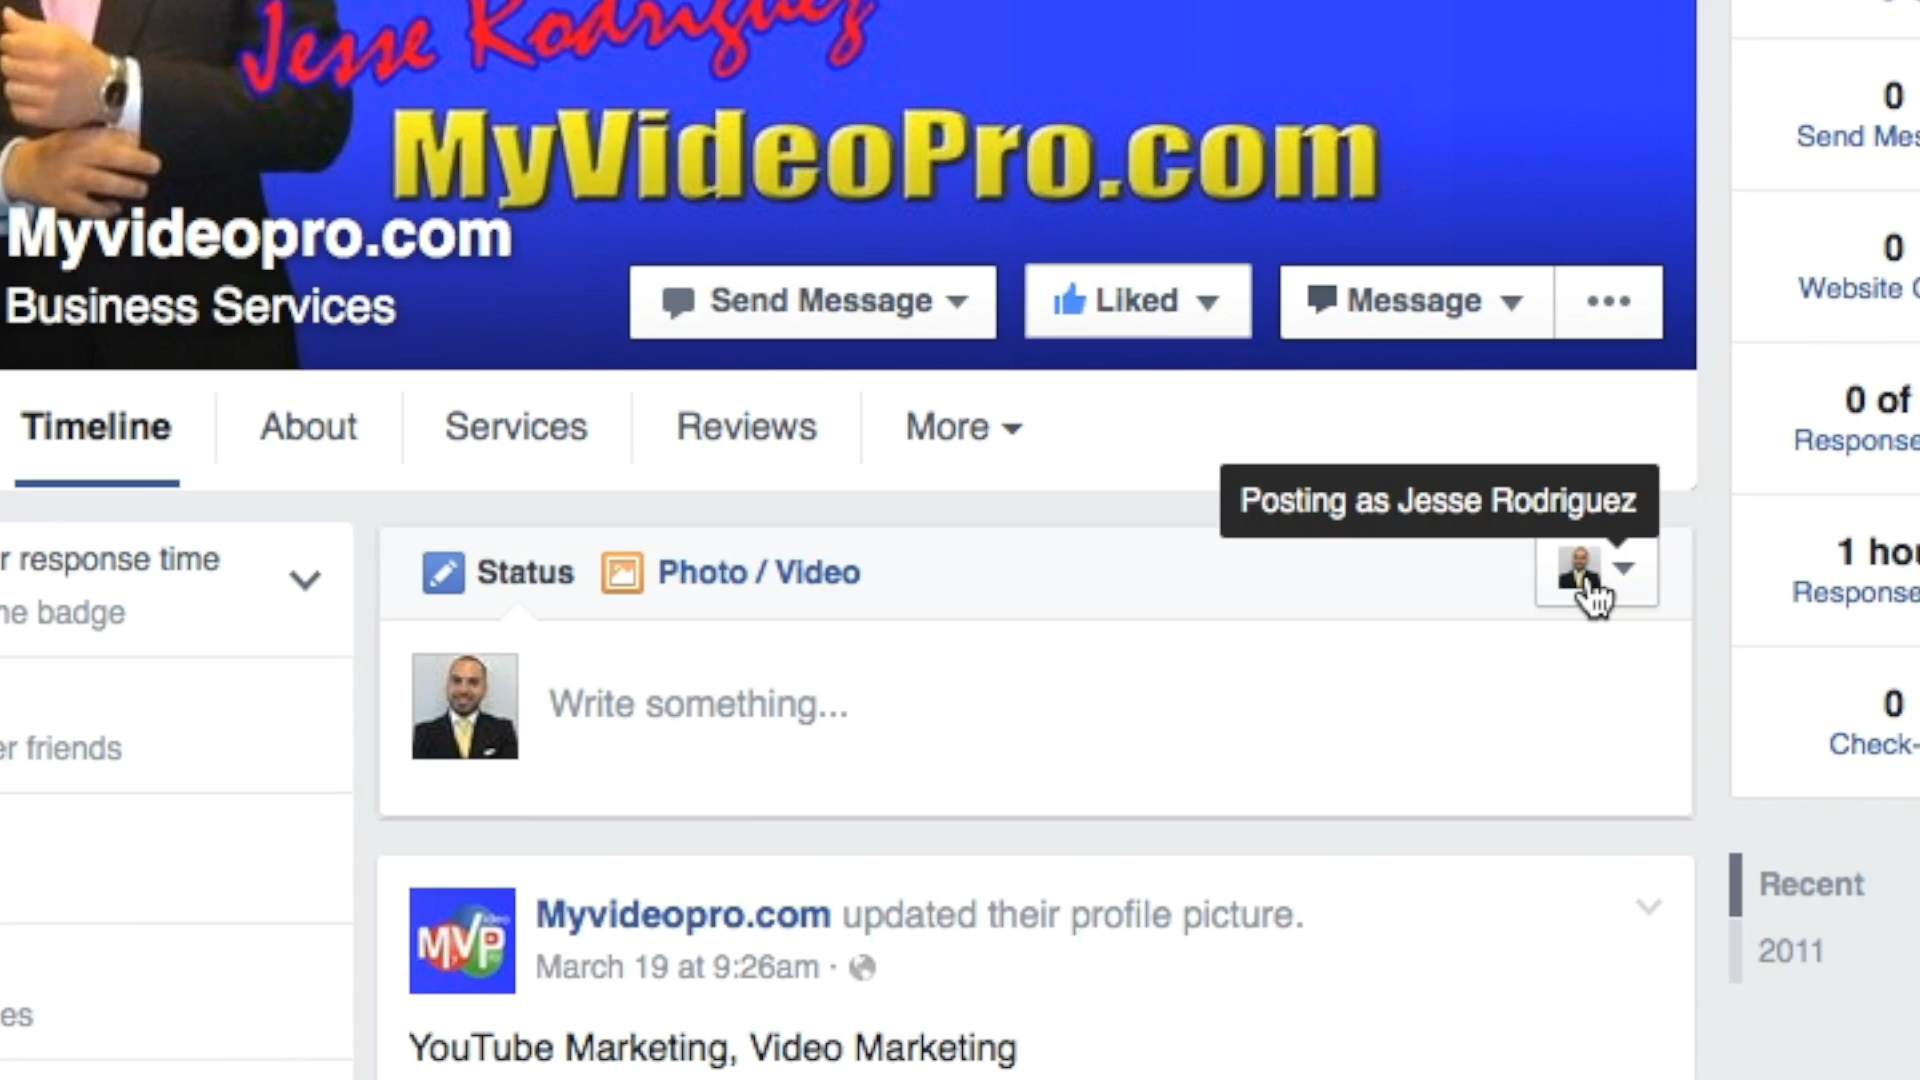 Jesse Rodriguez
MyVideoPro.com
Myvideopro.com
Business Services
Send Message
Liked
Message
Timeline
About
Services
Reviews
More
Posting as Jesse Rodriguez
Status
Photo / Video
Write something...
r response time
ne badge
er friends
es
Myvideopro.com updated their profile picture.
March 19 at 9:26am ·
YouTube Marketing, Video Marketing
MVP
0
Send Mes
0
Website
0 of
Response
1 hou
Response
0
Check-
Recent
2011